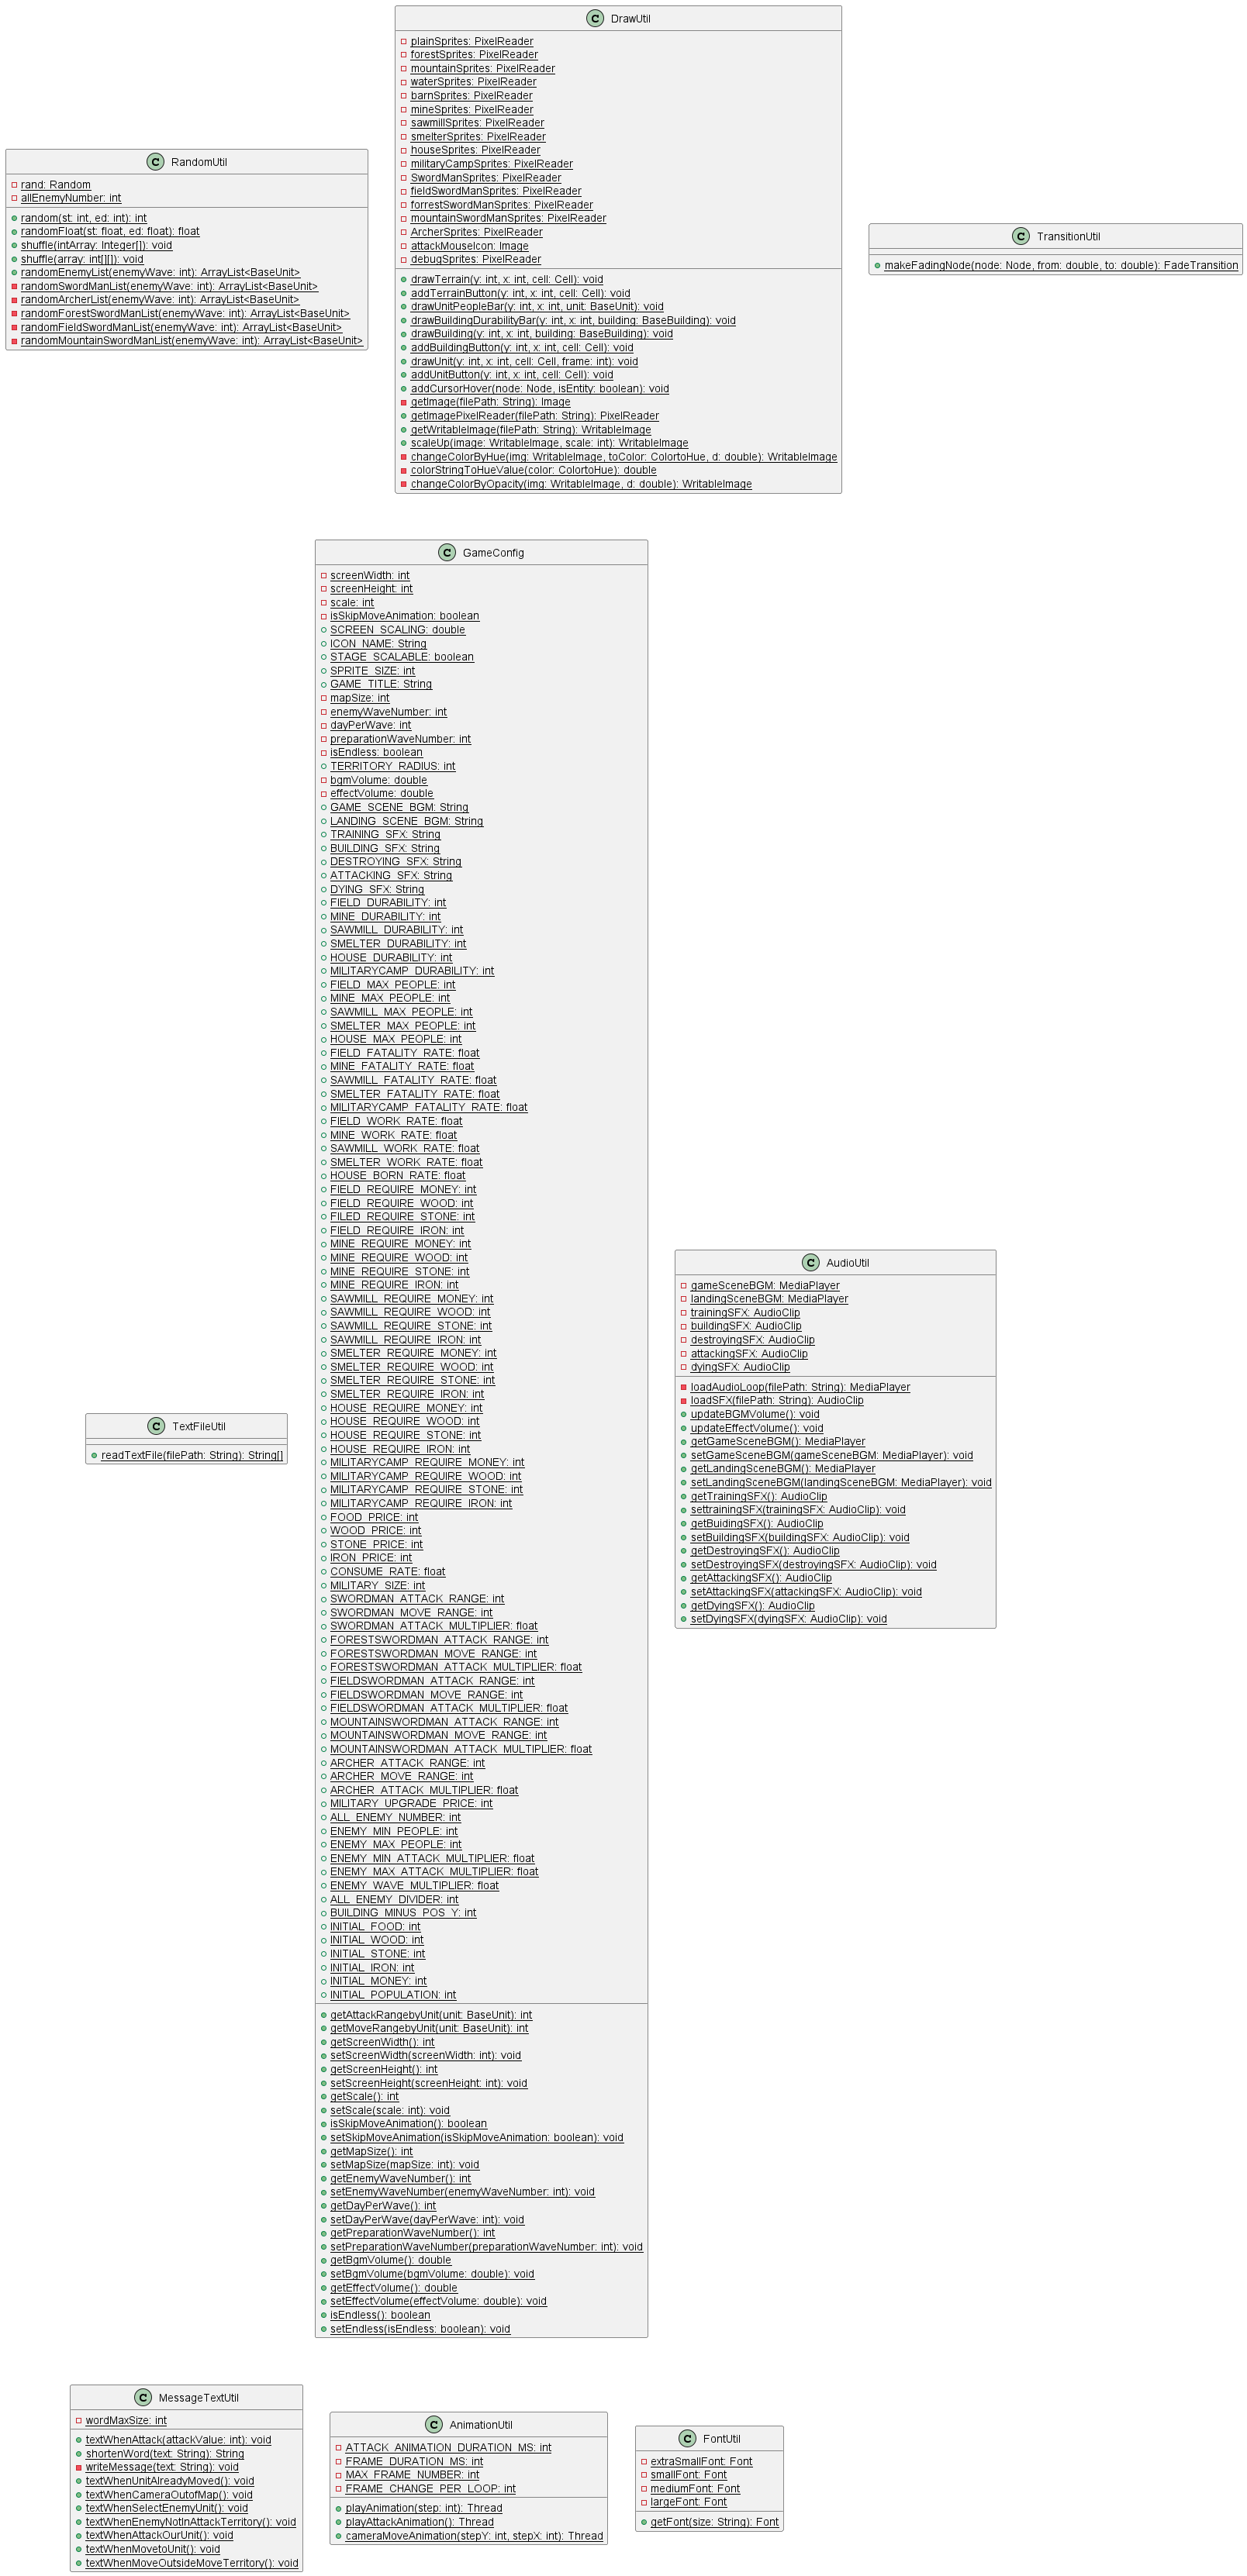 C DrawUtil
plainSprites: PixelReader
forestSprites: PixelReader
mountainSprites: PixelReader
waterSprites: PixelReader
barnSprites: PixelReader
mineSprites: PixelReader
sawmillSprites: PixelReader
smelterSprites: PixelReader
houseSprites: PixelReader
militaryCampSprites: PixelReader
SwordManSprites: PixelReader
fieldSwordManSprites: PixelReader
forrestSwordManSprites: PixelReader
mountainSwordManSprites: PixelReader
ArcherSprites: PixelReader
attackMouseIcon: Image
debugSprites: PixelReader
drawTerrain(y: int, x: int, cell: Cell): void
addTerrainButton(y: int, x: int, cell: Cell): void
drawUnitPeopleBar(y: int, x: int, unit: BaseUnit): void
drawBuildingDurabilityBar(y: int, x: int, building: BaseBuilding): void
drawBuilding(y: int, x: int, building: BaseBuilding): void
addBuildingButton(y: int, x: int, cell: Cell): void
drawUnit(y: int, x: int, cell: Cell, frame: int): void
addUnitButton(y: int, x: int, cell: Cell): void
addCursorHover(node: Node, isEntity: boolean): void
getImage(filePath: String): Image
getImagePixelReader(filePath: String): PixelReader
getWritableImage(filePath: String): WritableImage
scaleUp(image: WritableImage, scale: int): WritableImage
changeColorByHue(img: WritableImage, toColor: ColortoHue, d: double): WritableImage
colorStringToHueValue(color: ColortoHue): double
changeColorByOpacity(img: WritableImage, d: double): WritableImage
C RandomUtil
rand: Random
allEnemyNumber: int
random(st: int, ed: int): int
randomFloat(st: float, ed: float): float
shuffle(intArray: Integer[]): void
shuffle(array: int[][]): void
randomEnemyList(enemyWave: int): ArrayList<BaseUnit>
randomSwordManList(enemyWave: int): ArrayList<BaseUnit>
randomArcherList(enemyWave: int): ArrayList<BaseUnit>
randomForestSwordManList(enemyWave: int): ArrayList<BaseUnit>
randomFieldSwordManList(enemyWave: int): ArrayList<BaseUnit>
randomMountainSwordManList(enemyWave: int): ArrayList<BaseUnit>
C TransitionUtil
makeFadingNode(node: Node, from: double, to: double): FadeTransition
C GameConfig
screenWidth: int
screenHeight: int
scale: int
isSkipMoveAnimation: boolean
SCREEN_SCALING: double
ICON_NAME: String
STAGE_SCALABLE: boolean
SPRITE_SIZE: int
GAME_TITLE: String
mapSize: int
enemyWaveNumber: int
dayPerWave: int
preparationWaveNumber: int
isEndless: boolean
TERRITORY_RADIUS: int
bgmVolume: double
effectVolume: double
GAME_SCENE_BGM: String
LANDING_SCENE_BGM: String
TRAINING_SFX: String
BUILDING_SFX: String
DESTROYING_SFX: String
ATTACKING_SFX: String
DYING_SFX: String
FIELD_DURABILITY: int
MINE_DURABILITY: int
SAWMILL_DURABILITY: int
SMELTER_DURABILITY: int
HOUSE_DURABILITY: int
MILITARYCAMP_DURABILITY: int
FIELD_MAX_PEOPLE: int
MINE_MAX_PEOPLE: int
SAWMILL_MAX_PEOPLE: int
SMELTER_MAX_PEOPLE: int
HOUSE_MAX_PEOPLE: int
FIELD_FATALITY_RATE: float
MINE_FATALITY_RATE: float
SAWMILL_FATALITY_RATE: float
SMELTER_FATALITY_RATE: float
MILITARYCAMP_FATALITY_RATE: float
FIELD_WORK_RATE: float
MINE_WORK_RATE: float
SAWMILL_WORK_RATE: float
SMELTER_WORK_RATE: float
HOUSE_BORN_RATE: float
FIELD_REQUIRE_MONEY: int
FIELD_REQUIRE_WOOD: int
FILED_REQUIRE_STONE: int
FIELD_REQUIRE_IRON: int
MINE_REQUIRE_MONEY: int
MINE_REQUIRE_WOOD: int
MINE_REQUIRE_STONE: int
MINE_REQUIRE_IRON: int
SAWMILL_REQUIRE_MONEY: int
SAWMILL_REQUIRE_WOOD: int
SAWMILL_REQUIRE_STONE: int
SAWMILL_REQUIRE_IRON: int
SMELTER_REQUIRE_MONEY: int
SMELTER_REQUIRE_WOOD: int
SMELTER_REQUIRE_STONE: int
SMELTER_REQUIRE_IRON: int
HOUSE_REQUIRE_MONEY: int
HOUSE_REQUIRE_WOOD: int
HOUSE_REQUIRE_STONE: int
HOUSE_REQUIRE_IRON: int
MILITARYCAMP_REQUIRE_MONEY: int
MILITARYCAMP_REQUIRE_WOOD: int
MILITARYCAMP_REQUIRE_STONE: int
MILITARYCAMP_REQUIRE_IRON: int
FOOD_PRICE: int
WOOD_PRICE: int
STONE_PRICE: int
IRON_PRICE: int
CONSUME_RATE: float
MILITARY_SIZE: int
SWORDMAN_ATTACK_RANGE: int
SWORDMAN_MOVE_RANGE: int
SWORDMAN_ATTACK_MULTIPLIER: float
FORESTSWORDMAN_ATTACK_RANGE: int
FORESTSWORDMAN_MOVE_RANGE: int
FORESTSWORDMAN_ATTACK_MULTIPLIER: float
FIELDSWORDMAN_ATTACK_RANGE: int
FIELDSWORDMAN_MOVE_RANGE: int
FIELDSWORDMAN_ATTACK_MULTIPLIER: float
MOUNTAINSWORDMAN_ATTACK_RANGE: int
MOUNTAINSWORDMAN_MOVE_RANGE: int
MOUNTAINSWORDMAN_ATTACK_MULTIPLIER: float
ARCHER_ATTACK_RANGE: int
ARCHER_MOVE_RANGE: int
ARCHER_ATTACK_MULTIPLIER: float
MILITARY_UPGRADE_PRICE: int
ALL_ENEMY_NUMBER: int
ENEMY_MIN_PEOPLE: int
ENEMY_MAX_PEOPLE: int
ENEMY_MIN_ATTACK_MULTIPLIER: float
ENEMY_MAX_ATTACK_MULTIPLIER: float
ENEMY_WAVE_MULTIPLIER: float
ALL_ENEMY_DIVIDER: int
BUILDING_MINUS_POS_Y: int
INITIAL_FOOD: int
INITIAL_WOOD: int
INITIAL_STONE: int
INITIAL_IRON: int
INITIAL_MONEY: int
INITIAL_POPULATION: int
getAttackRangebyUnit(unit: BaseUnit): int
getMoveRangebyUnit(unit: BaseUnit): int
getScreenWidth(): int
setScreenWidth(screenWidth: int): void
getScreenHeight(): int
setScreenHeight(screenHeight: int): void
getScale(): int
setScale(scale: int): void
isSkipMoveAnimation(): boolean
setSkipMoveAnimation(isSkipMoveAnimation: boolean): void
getMapSize(): int
setMapSize(mapSize: int): void
getEnemyWaveNumber(): int
setEnemyWaveNumber(enemyWaveNumber: int): void
getDayPerWave(): int
setDayPerWave(dayPerWave: int): void
getPreparationWaveNumber(): int
setPreparationWaveNumber(preparationWaveNumber: int): void
getBgmVolume(): double
setBgmVolume(bgmVolume: double): void
getEffectVolume(): double
setEffectVolume(effectVolume: double): void
isEndless(): boolean
setEndless(isEndless: boolean): void
C AudioUtil
gameSceneBGM: MediaPlayer
landingSceneBGM: MediaPlayer
trainingSFX: AudioClip
buildingSFX: AudioClip
destroyingSFX: AudioClip
attackingSFX: AudioClip
dyingSFX: AudioClip
loadAudioLoop(filePath: String): MediaPlayer
loadSFX(filePath: String): AudioClip
updateBGMVolume(): void
updateEffectVolume(): void
getGameSceneBGM(): MediaPlayer
setGameSceneBGM(gameSceneBGM: MediaPlayer): void
getLandingSceneBGM(): MediaPlayer
setLandingSceneBGM(landingSceneBGM: MediaPlayer): void
getTrainingSFX(): AudioClip
settrainingSFX(trainingSFX: AudioClip): void
getBuidingSFX(): AudioClip
setBuildingSFX(buildingSFX: AudioClip): void
getDestroyingSFX(): AudioClip
setDestroyingSFX(destroyingSFX: AudioClip): void
getAttackingSFX(): AudioClip
setAttackingSFX(attackingSFX: AudioClip): void
getDyingSFX(): AudioClip
setDyingSFX(dyingSFX: AudioClip): void
C TextFileUtil
readTextFile(filePath: String): String[]
C MessageTextUtil
wordMaxSize: int
textWhenAttack(attackValue: int): void
shortenWord(text: String): String
writeMessage(text: String): void
textWhenUnitAlreadyMoved(): void
textWhenCameraOutofMap(): void
textWhenSelectEnemyUnit(): void
textWhenEnemyNotInAttackTerritory(): void
textWhenAttackOurUnit(): void
textWhenMovetoUnit(): void
textWhenMoveOutsideMoveTerritory(): void
C AnimationUtil
ATTACK_ANIMATION_DURATION_MS: int
FRAME_DURATION_MS: int
MAX_FRAME_NUMBER: int
FRAME_CHANGE_PER_LOOP: int
playAnimation(step: int): Thread
playAttackAnimation(): Thread
cameraMoveAnimation(stepY: int, stepX: int): Thread
C FontUtil
extraSmallFont: Font
smallFont: Font
mediumFont: Font
largeFont: Font
getFont(size: String): Font